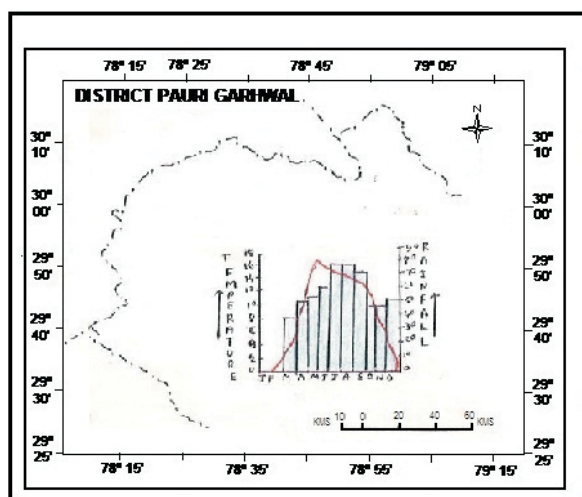 78° 15' 78° 25' 78° 45' 79° 05'
DISTRICT PAURI GARHWAL
N
30° 10' 30° 10'
30° 00' 30° 00'
29° 50' 29° 50'
29° 40' 29° 40'
29° 30' 29° 30'
29° 25' 29° 25'
TEMPERATURE
RAINFALL
J F M A M J J A S O N D
KMS 10 0 20 40 60 KMS
78° 15' 78° 35' 78° 55' 79° 15'